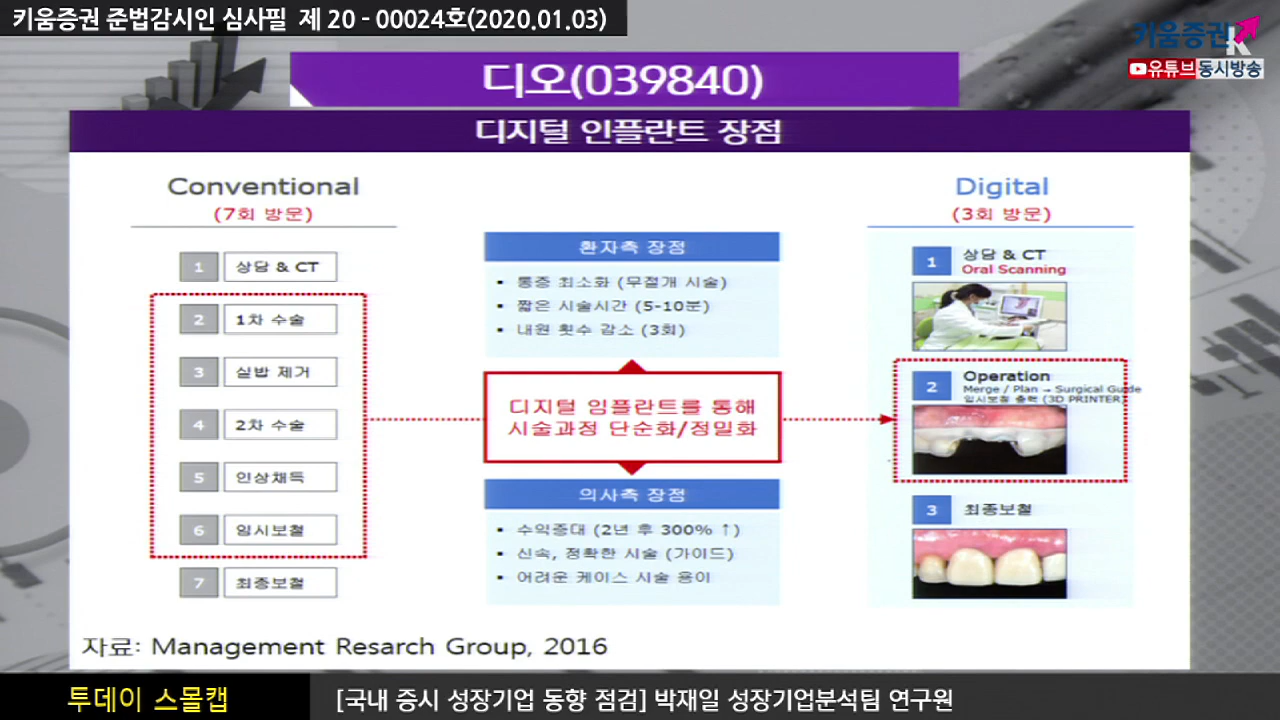 키움증권 준법감시인 심사필 제 20 - 00024호(2020.01.03)
키움증권
유튜브 동시방송
디오(039840)
디지털 인플란트 장점
Conventional
(7회 방문)
1 상담 & CT
2 1차 수술
3 실밥 제거
4 2차 수술
5 인상채득
6 임시보철
7 최종보철
환자측 장점
▪ 통증 최소화 (무절개 시술)
▪ 짧은 시술시간 (5-10분)
▪ 내원 횟수 감소 (3회)
디지털 임플란트를 통해
시술과정 단순화/정밀화
의사측 장점
▪ 수익증대 (2년 후 300% ↑)
▪ 신속, 정확한 시술 (가이드)
▪ 어려운 케이스 시술 용이
Digital
(3회 방문)
1 상담 & CT
Oral Scanning
2 Operation
Merge / Plan → Surgical Guide
임시보철 출력 (3D PRINTER)
3 최종보철
자료: Management Resarch Group, 2016
투데이 스몰캡
[국내 증시 성장기업 동향 점검] 박재일 성장기업분석팀 연구원